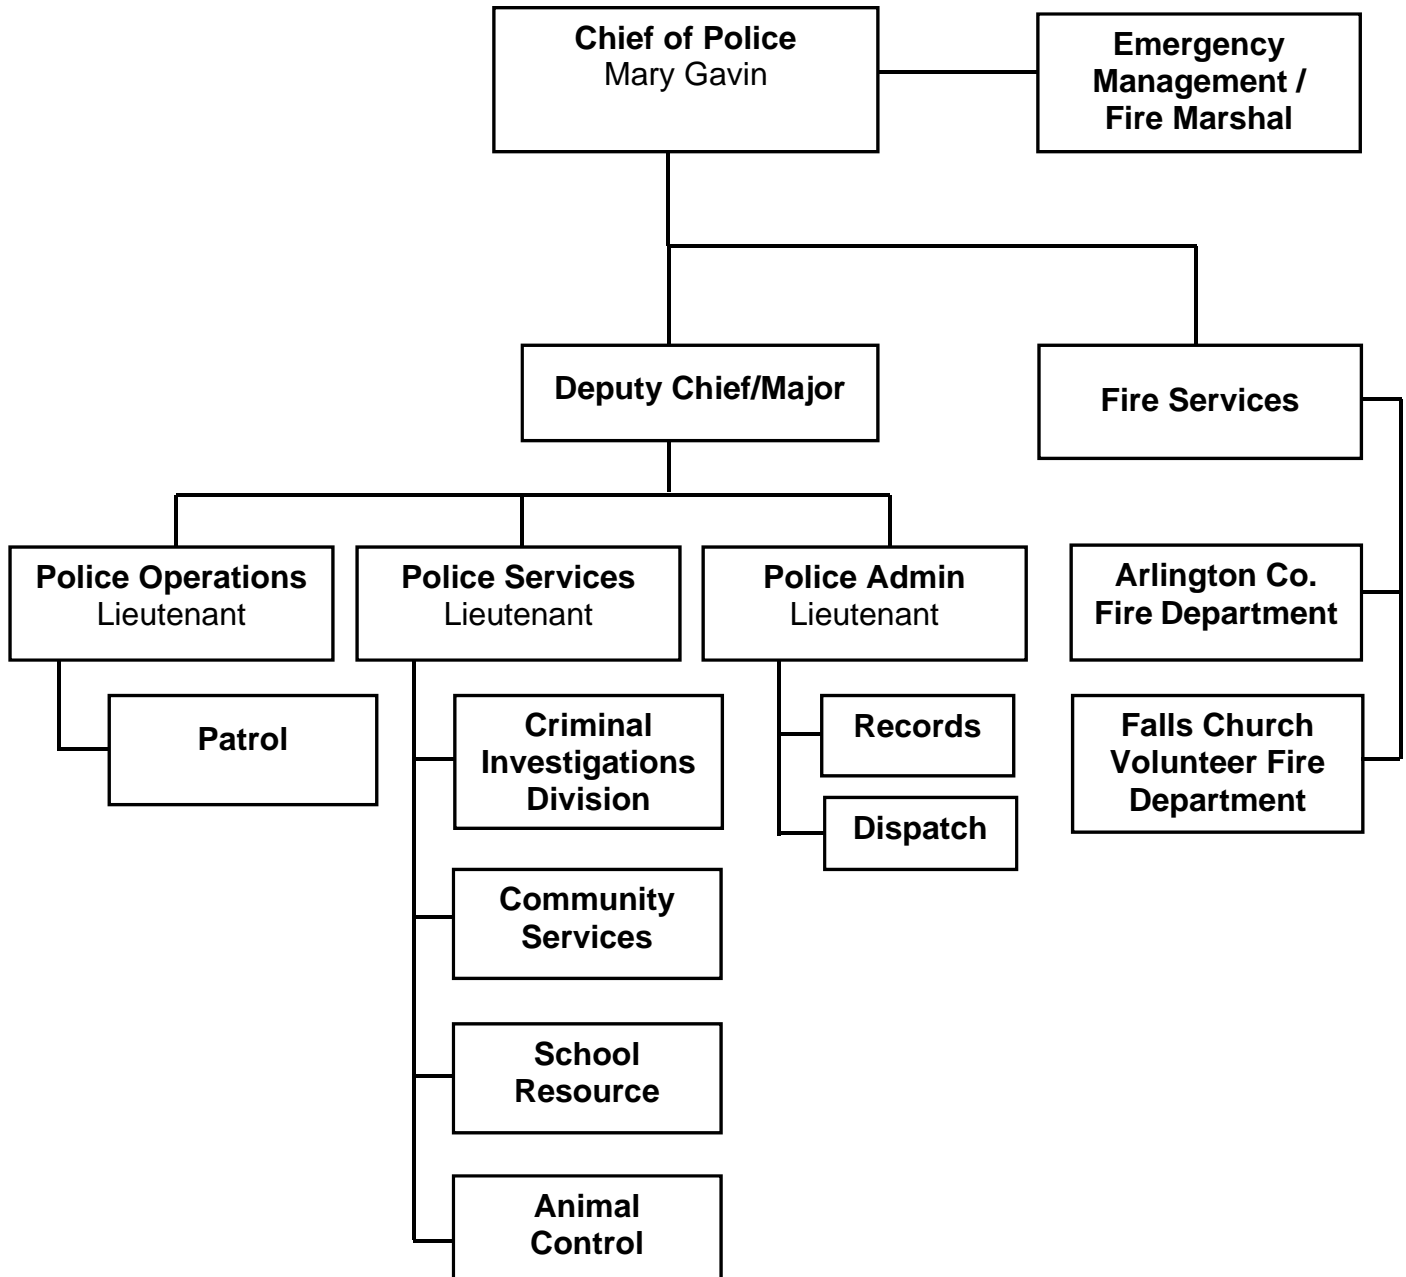 Chief of Police
Mary Gavin
Emergency
Management /
Fire Marshal
Deputy Chief/Major
Fire Services
Police Operations
Lieutenant
Police Services
Lieutenant
Police Admin
Lieutenant
Arlington Co.
Fire Department
Patrol
Criminal
Investigations
Division
Records
Dispatch
Falls Church
Volunteer Fire
Department
Community
Services
School
Resource
Animal
Control